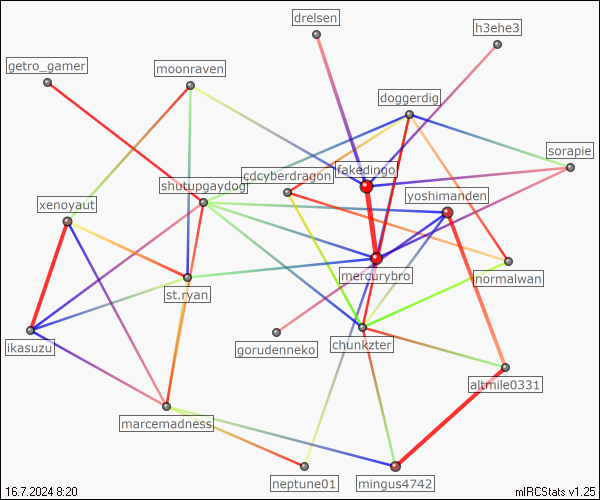 drelsen
h3ehe3
getro_gamer
moonraven
doggerdig
sorapie
fakedingo
cdcyberdragon
shutupgaydog
yoshimanden
xenoyaut
mercurybro
normalwan
st.ryan
ikasuzu
gorudenneko
chunkzter
altmile0331
marcemadness
neptune01
mingus4742
16.7.2024 8:20
mIRCStats v1.25